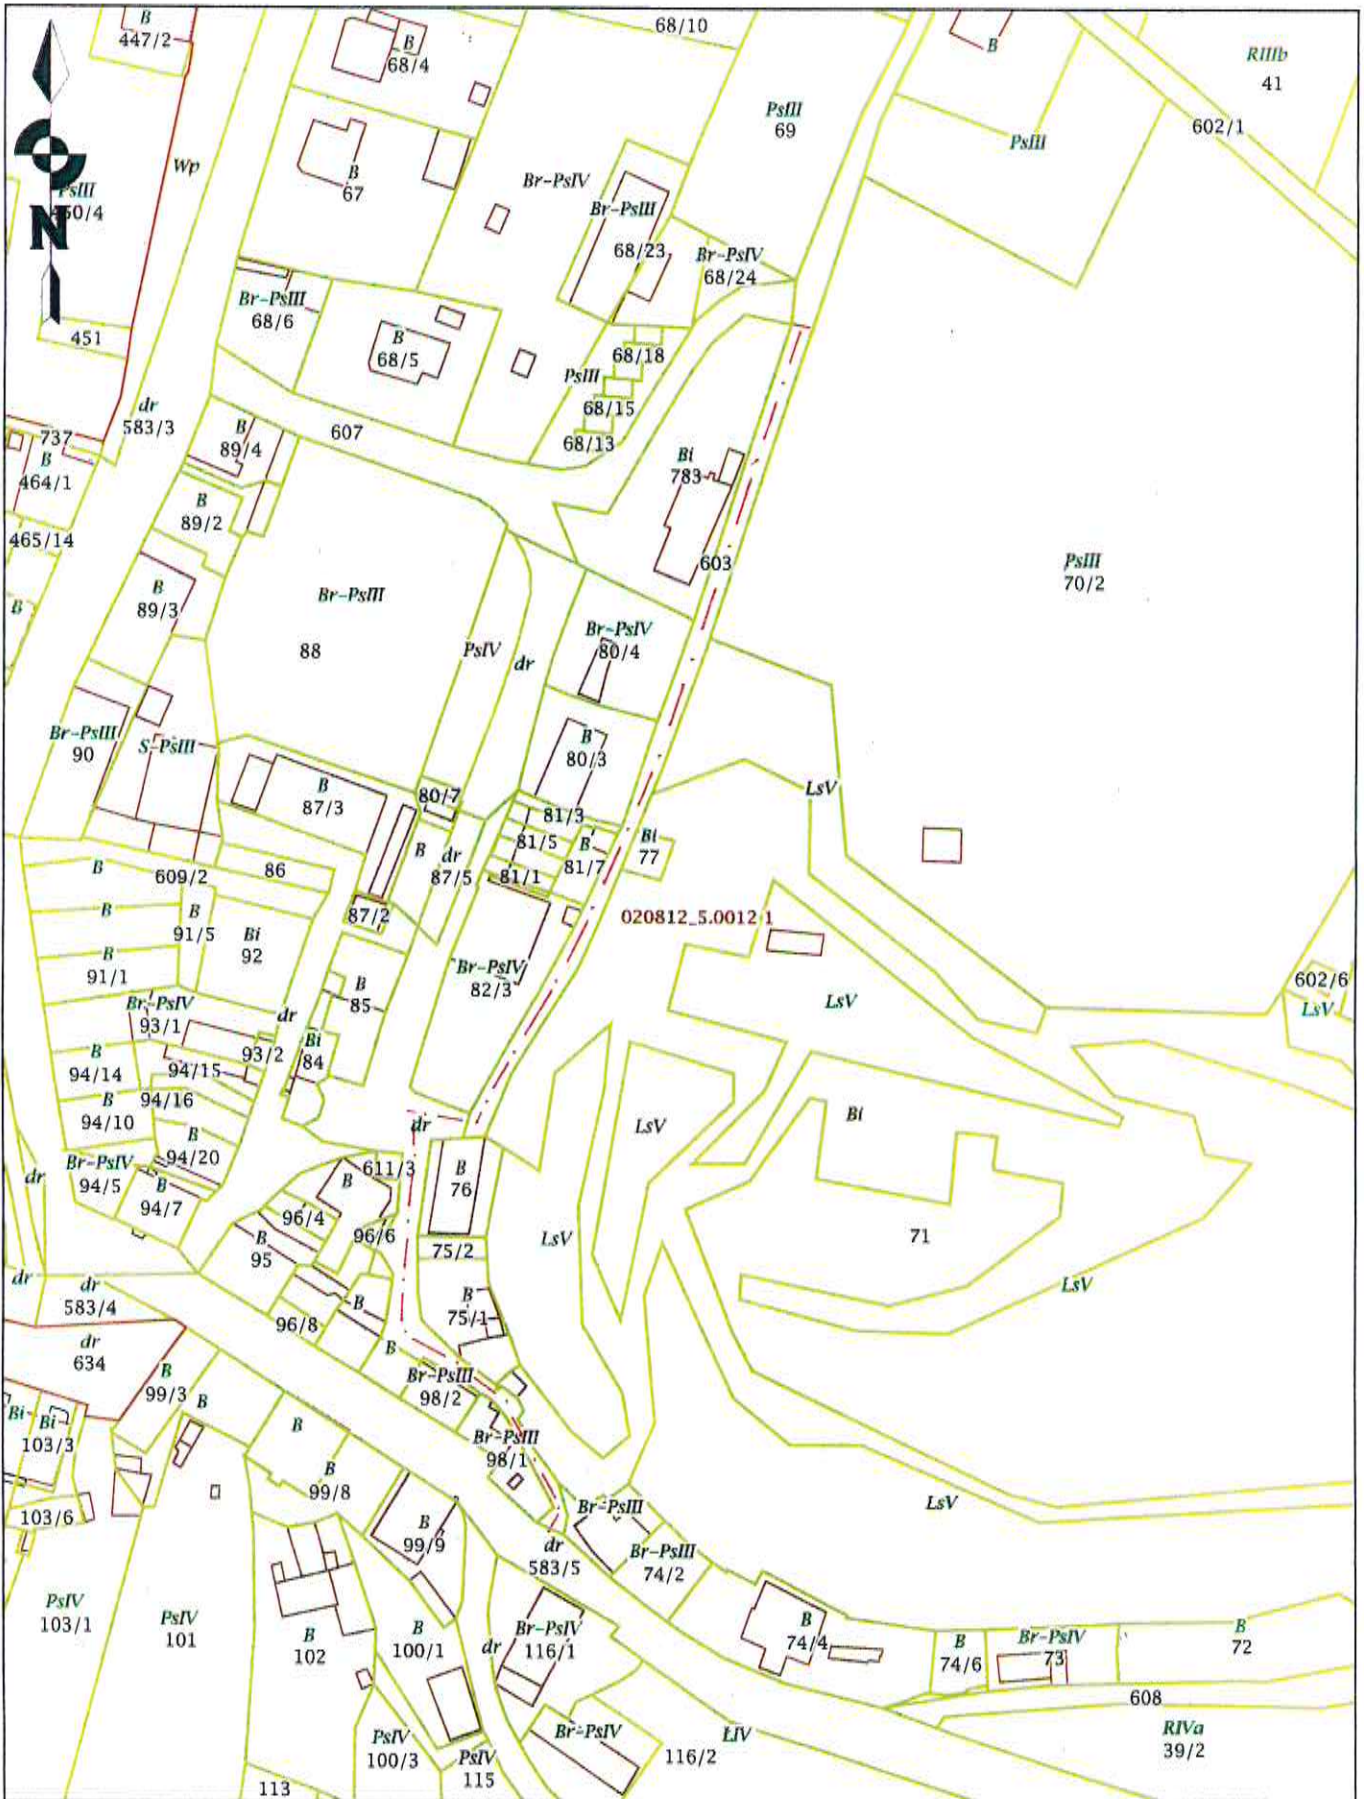 B
447/2
B
68/4
68/10
B
RIIIb
41
PsIII
69
602/1
PsIII
Wp
B
67
Br-PsIV
PsIII
N
Br-PsIII
68/23
Br-PsIV
68/24
Br-PsIII
68/6
451
B
68/5
68/18
PsIII
68/15
68/13
dr
583/3
607
737
B
464/1
B
89/4
Bi
783
B
89/2
465/14
603
PsIII
70/2
B
89/3
B
Br-PsIII
88
PsIV
dr
Br-PsIV
80/4
Br-PsIII
90
S-PsIII
B
80/3
B
87/3
80/7
LsV
81/3
81/5
B
81/7
Bi
77
B
dr
87/5
81/1
B
609/2
86
B
B
91/5
87/2
020812_5.0012 1
Bi
92
B
91/1
B
85
Br-PsIV
82/3
602/6
LsV
LsV
Br-PsIV
93/1
dr
93/2
Bi
84
B
94/14
94/15
B
94/10
94/16
dr
LsV
Bi
B
94/20
Br-PsIV
94/5
dr
B
94/7
611/3
B
B
76
96/4
96/6
B
95
75/2
LsV
71
dr
dr
583/4
LsV
B
96/8
B
75/1
dr
634
B
B
99/3
B
Br-PsIII
98/2
Bi
Bi
103/3
B
Br-PsIII
98/1
B
99/8
103/6
LsV
Br-PsIII
B
99/9
dr
583/5
Br-PsIII
74/2
PsIV
103/1
PsIV
101
B
102
B
100/1
dr
Br-PsIV
116/1
B
74/4
B
74/6
Br-PsIV
73
B
72
608
PsIV
100/3
PsIV
115
Br-PsIV
116/2
ŁIV
RIVa
39/2
113